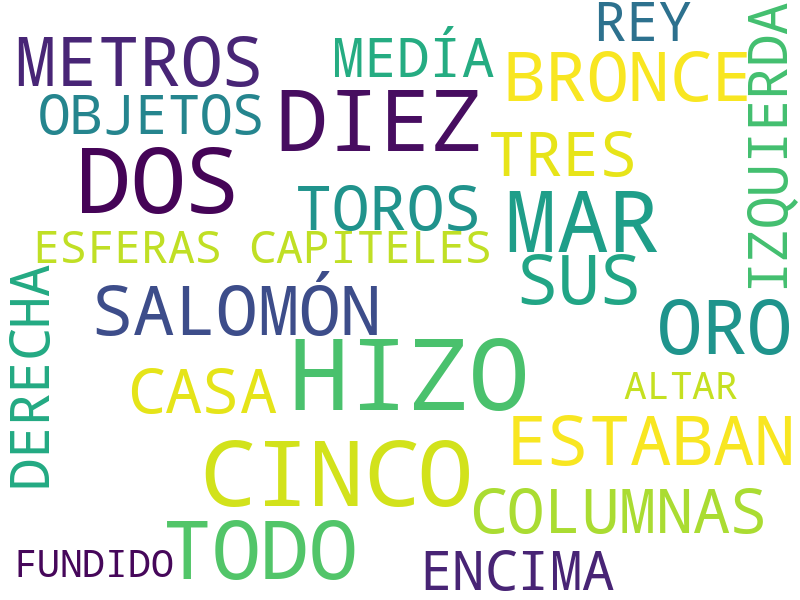 REY
METROS
MEDÍA
BRONCE
IZQUIERDA
OBJETOS
DIEZ
TRES
DOS
TOROS
MAR
ESFERAS CAPITELES
SUS
DERECHA
SALOMÓN
ORO
HIZO
CASA
ALTAR
CINCO
ESTABAN
COLUMNAS
TODO
FUNDIDO
ENCIMA